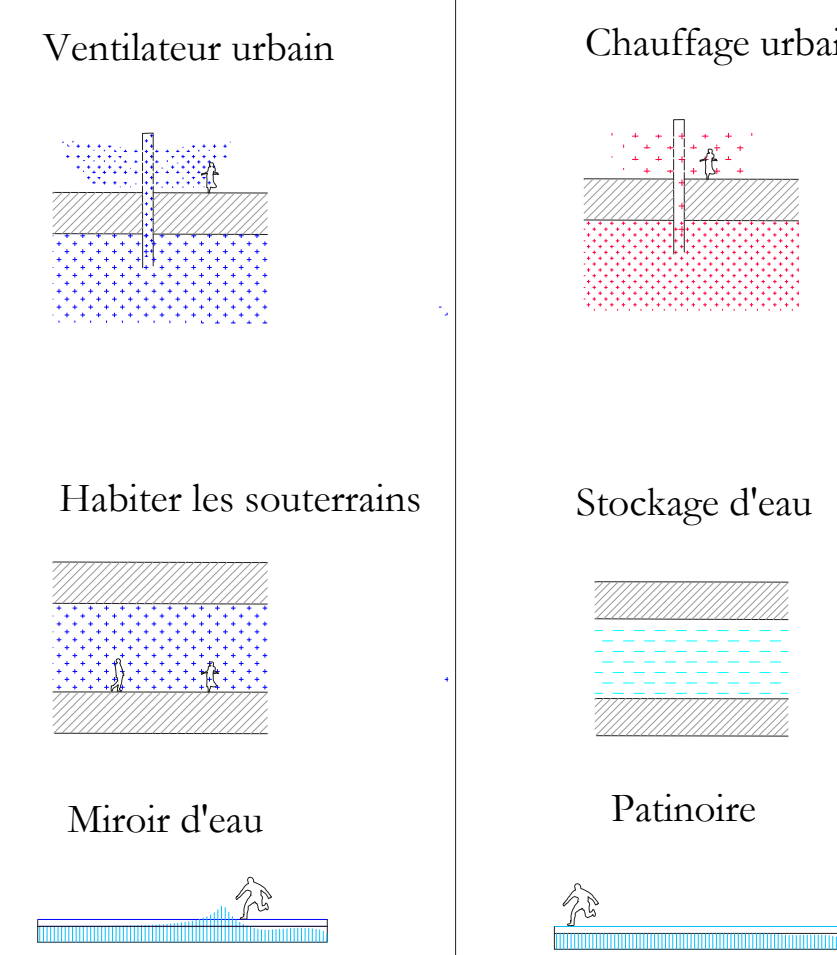 Ventilateur urbain
Chauffage urbai
Habiter les souterrains
Stockage d'eau
Miroir d'eau
Patinoire